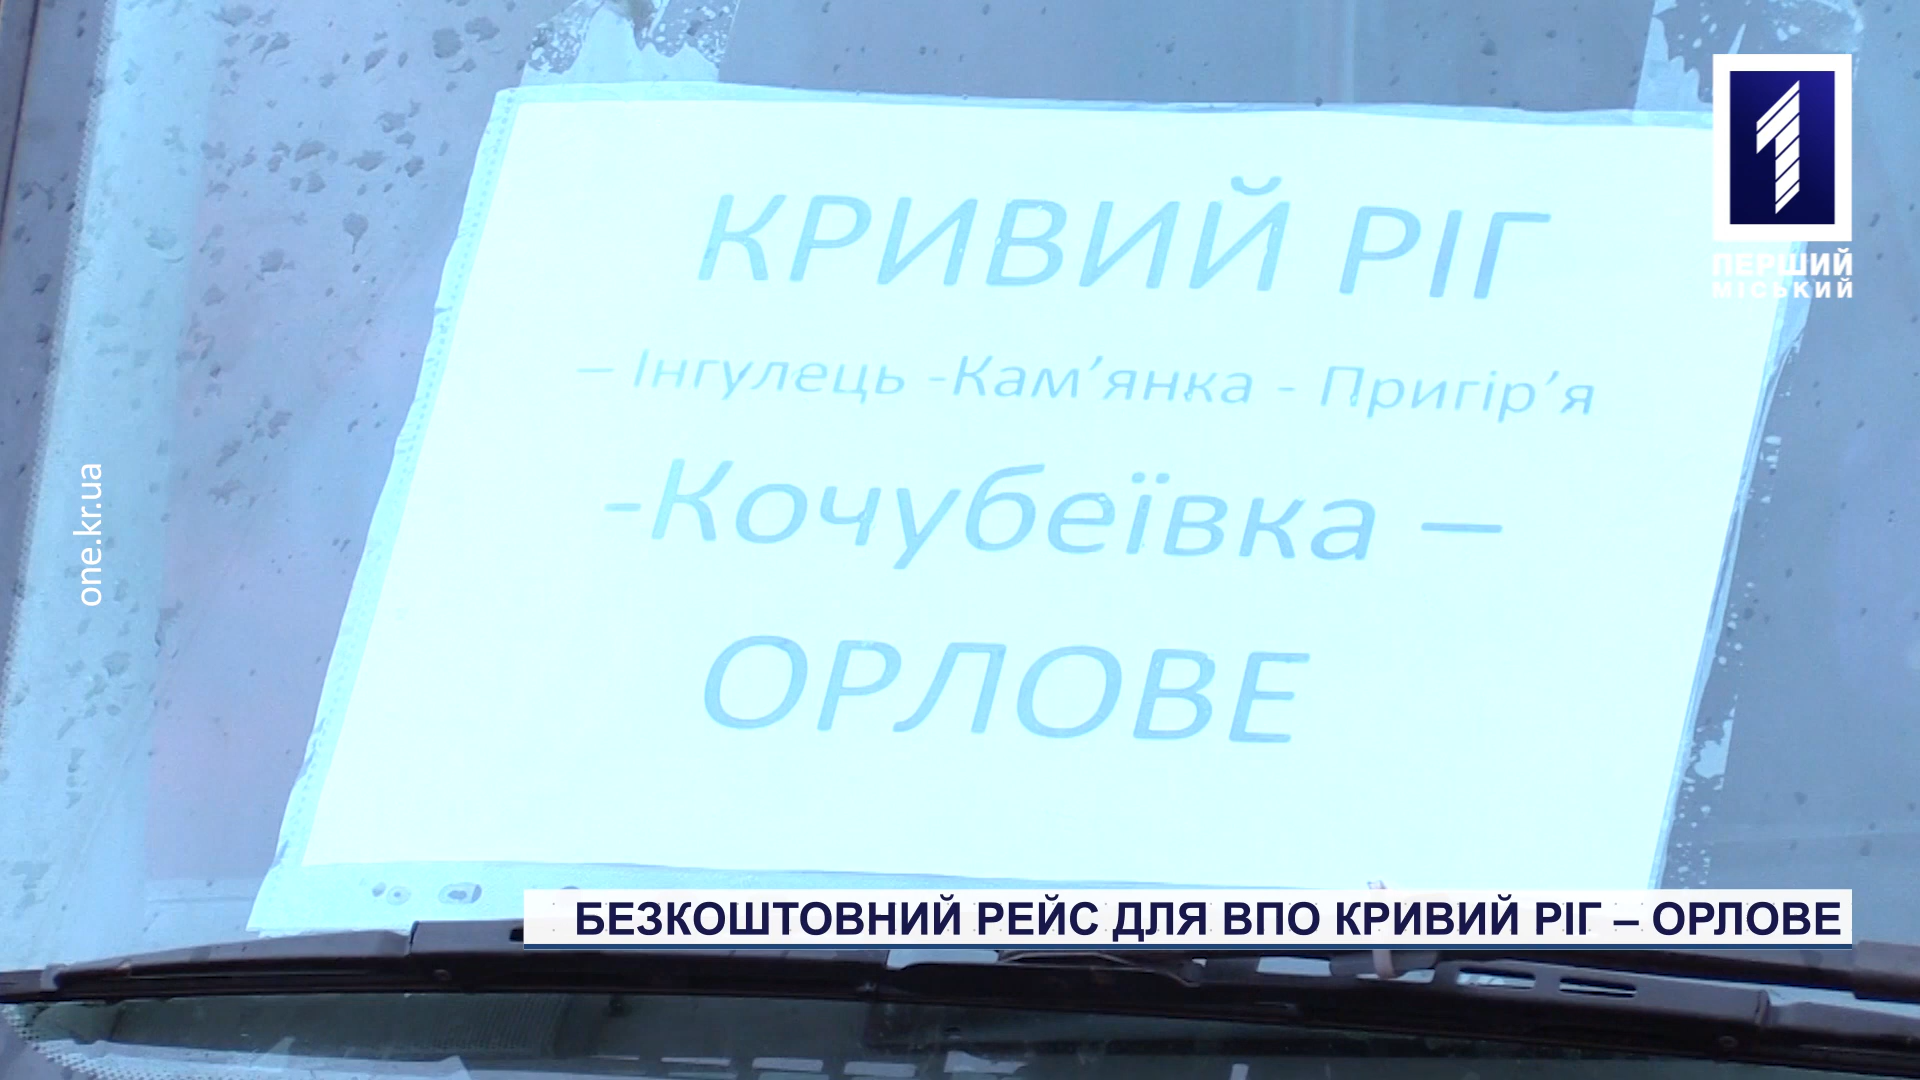 КРИВИЙ РІГ
– Інгулець -Кам’янка - Пригір’я
-Кочубеївка –
ОРЛОВЕ
ПЕРШИЙ
МІСЬКИЙ
one.kr.ua
БЕЗКОШТОВНИЙ РЕЙС ДЛЯ ВПО КРИВИЙ РІГ – ОРЛОВЕ